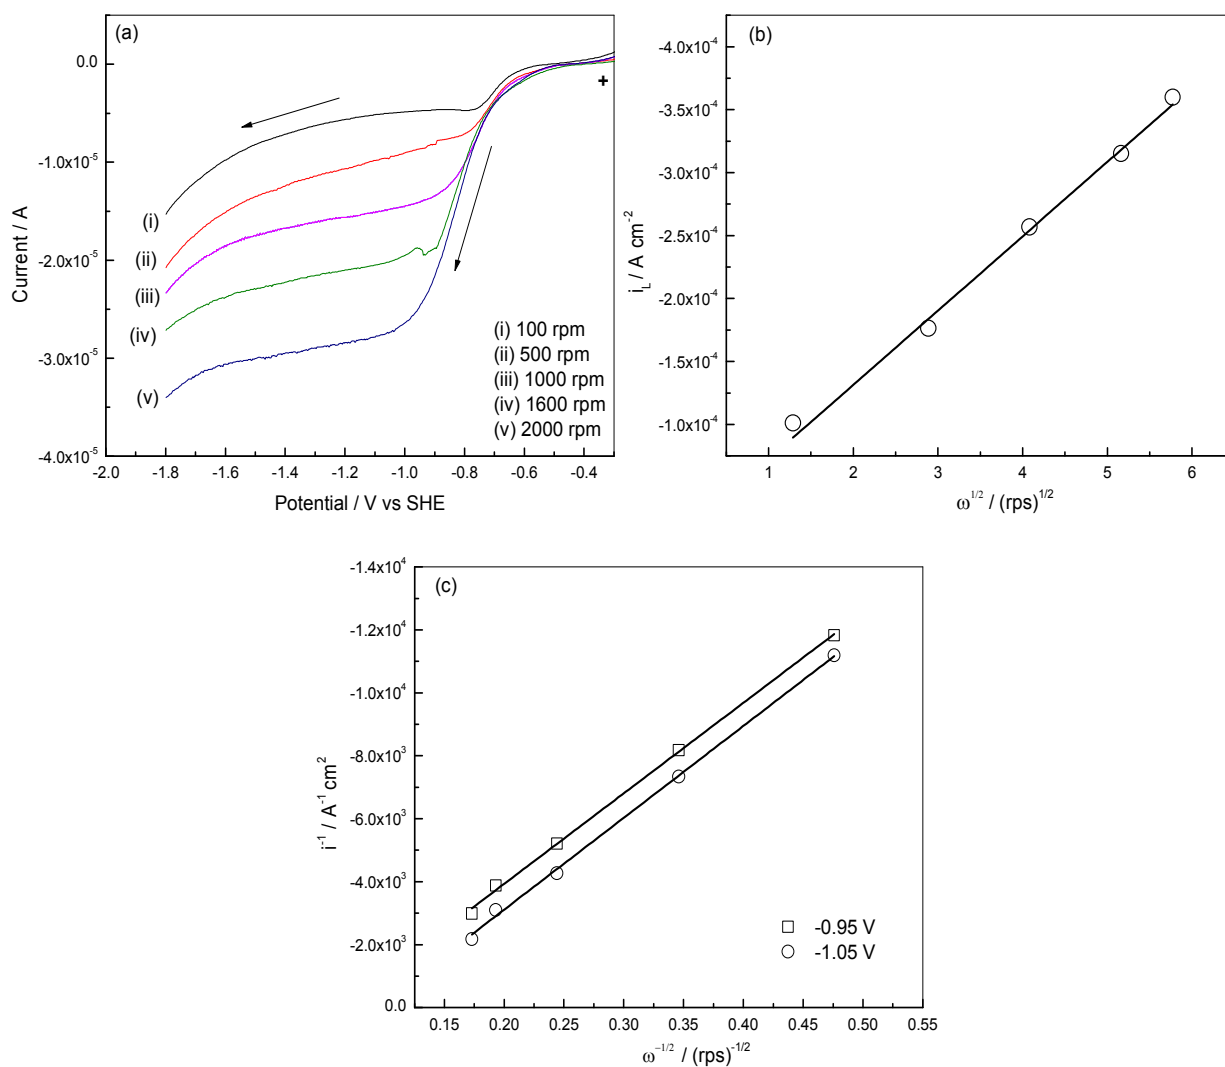 (a)
0.0
-1.0x10⁻⁵
-2.0x10⁻⁵
-3.0x10⁻⁵
-4.0x10⁻⁵
Current / A
(i)
(ii)
(iii)
(iv)
(v)
+
(i) 100 rpm
(ii) 500 rpm
(iii) 1000 rpm
(iv) 1600 rpm
(v) 2000 rpm
-2.0 -1.8 -1.6 -1.4 -1.2 -1.0 -0.8 -0.6 -0.4
Potential / V vs SHE
(b)
-4.0x10⁻⁴
-3.5x10⁻⁴
-3.0x10⁻⁴
-2.5x10⁻⁴
-2.0x10⁻⁴
-1.5x10⁻⁴
-1.0x10⁻⁴
i_L / A cm⁻²
1 2 3 4 5 6
ω^1/2 / (rps)^1/2
(c)
-1.4x10⁴
-1.2x10⁴
-1.0x10⁴
-8.0x10³
-6.0x10³
-4.0x10³
-2.0x10³
0.0
i⁻¹ / A⁻¹ cm²
-0.95 V
-1.05 V
0.15 0.20 0.25 0.30 0.35 0.40 0.45 0.50 0.55
ω^-1/2 / (rps)^-1/2